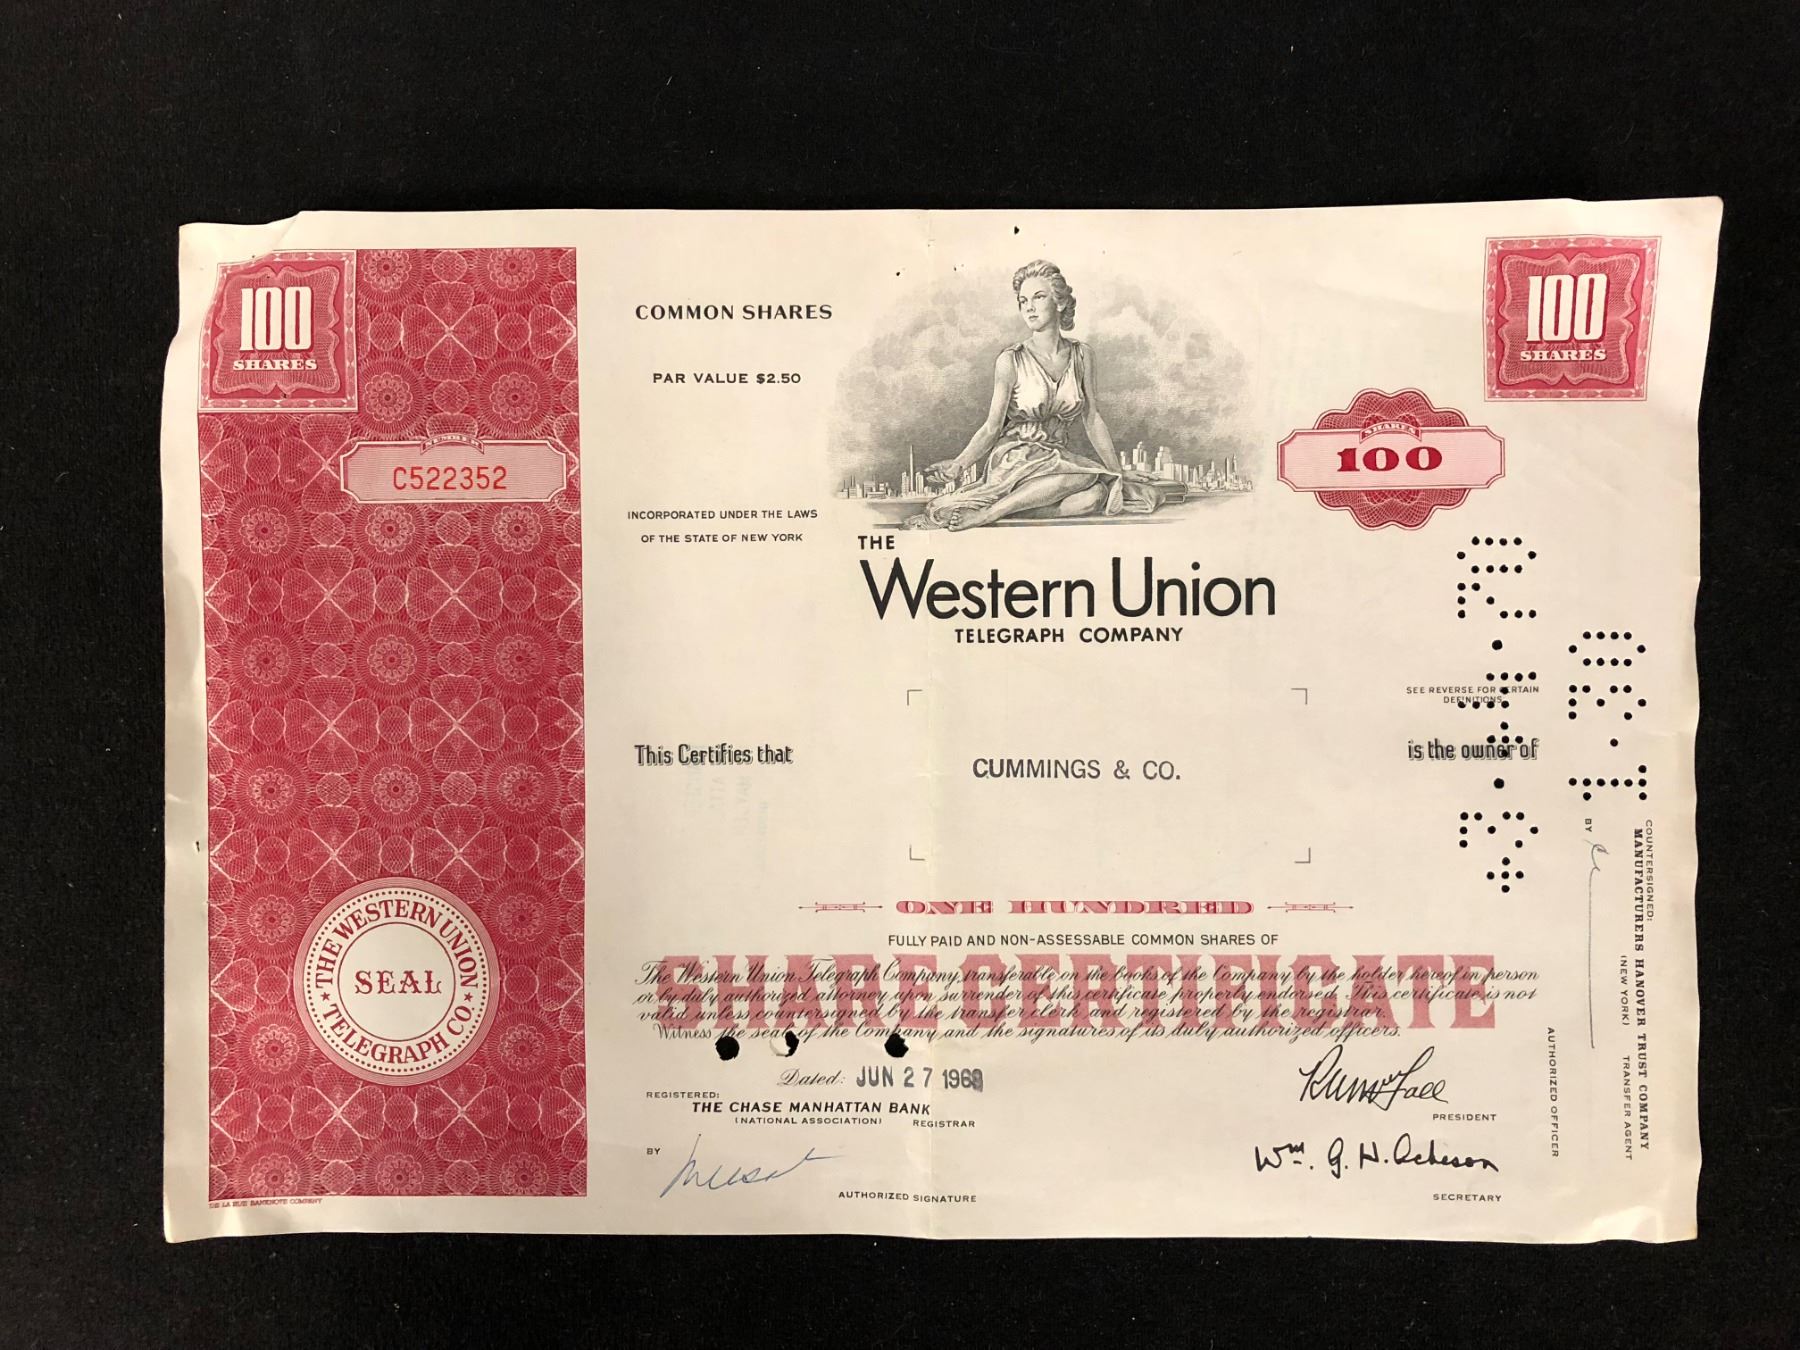 100
SHARES
COMMON SHARES
PAR VALUE $2.50
100
SHARES
SHARES
100
NUMBER
C522352
INCORPORATED UNDER THE LAWS
OF THE STATE OF NEW YORK
THE
Western Union
TELEGRAPH COMPANY
SEE REVERSE FOR CERTAIN
DEFINITIONS
This Certifies that
CUMMINGS & CO.
is the owner of
ONE HUNDRED
FULLY PAID AND NON-ASSESSABLE COMMON SHARES OF
SHARE CERTIFICATE
The Western Union Telegraph Company, transferable on the books of the Company by the holder hereof in person
or by duly authorized attorney upon surrender of this certificate properly endorsed. This certificate is not
valid unless countersigned by the transfer clerk and registered by the registrar.
Witness the seal of the Company and the signatures of its duly authorized officers.
THE WESTERN UNION TELEGRAPH CO.
SEAL
Dated: JUN 27 1969
REGISTERED:
THE CHASE MANHATTAN BANK
(NATIONAL ASSOCIATION) REGISTRAR
BY
AUTHORIZED SIGNATURE
PRESIDENT
Wm. G. H. Acheson
SECRETARY
COUNTERSIGNED:
MANUFACTURERS HANOVER TRUST COMPANY
(NEW YORK) TRANSFER AGENT
BY
AUTHORIZED OFFICER
DE LA RUE BANKNOTE COMPANY